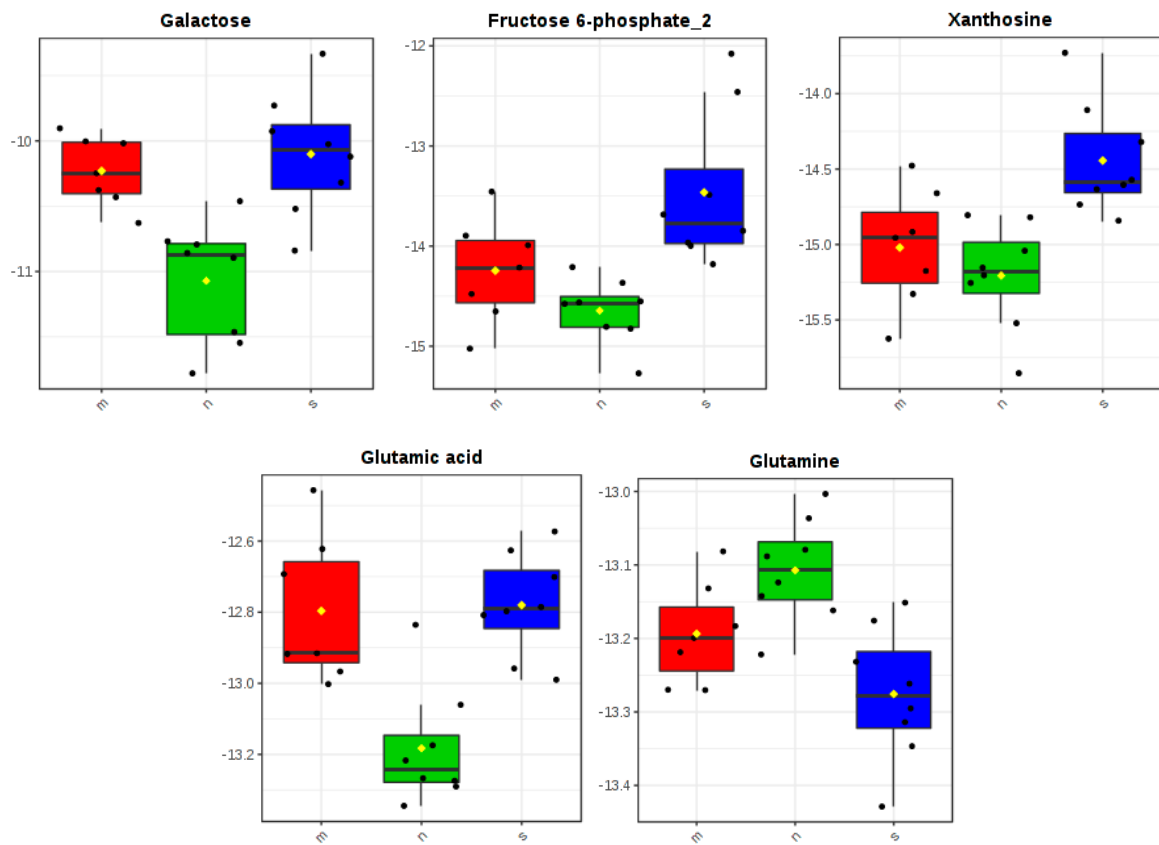 Galactose
-10
-11
m
n
s
Fructose 6-phosphate_2
-12
-13
-14
-15
m
n
s
Xanthosine
-14.0
-14.5
-15.0
-15.5
m
n
s
Glutamic acid
-12.6
-12.8
-13.0
-13.2
m
n
s
Glutamine
-13.0
-13.1
-13.2
-13.3
-13.4
m
n
s